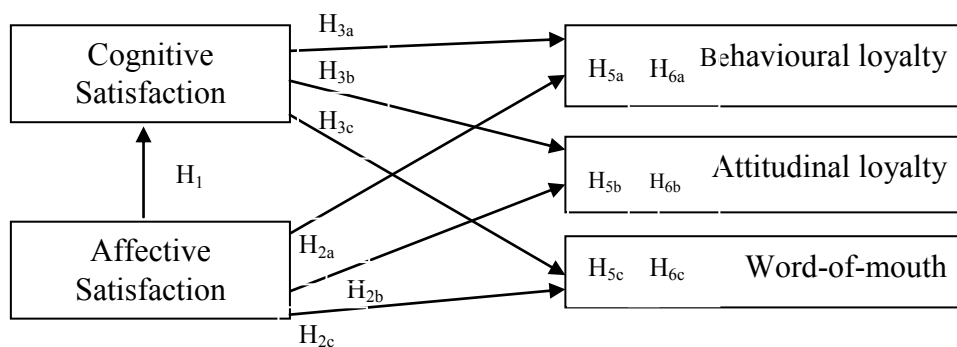 H3a
Cognitive
Satisfaction
H3b
H3c
H5a H6a Behavioural loyalty
H1
H5b H6b Attitudinal loyalty
Affective
Satisfaction
H2a
H2b
H2c
H5c H6c Word-of-mouth